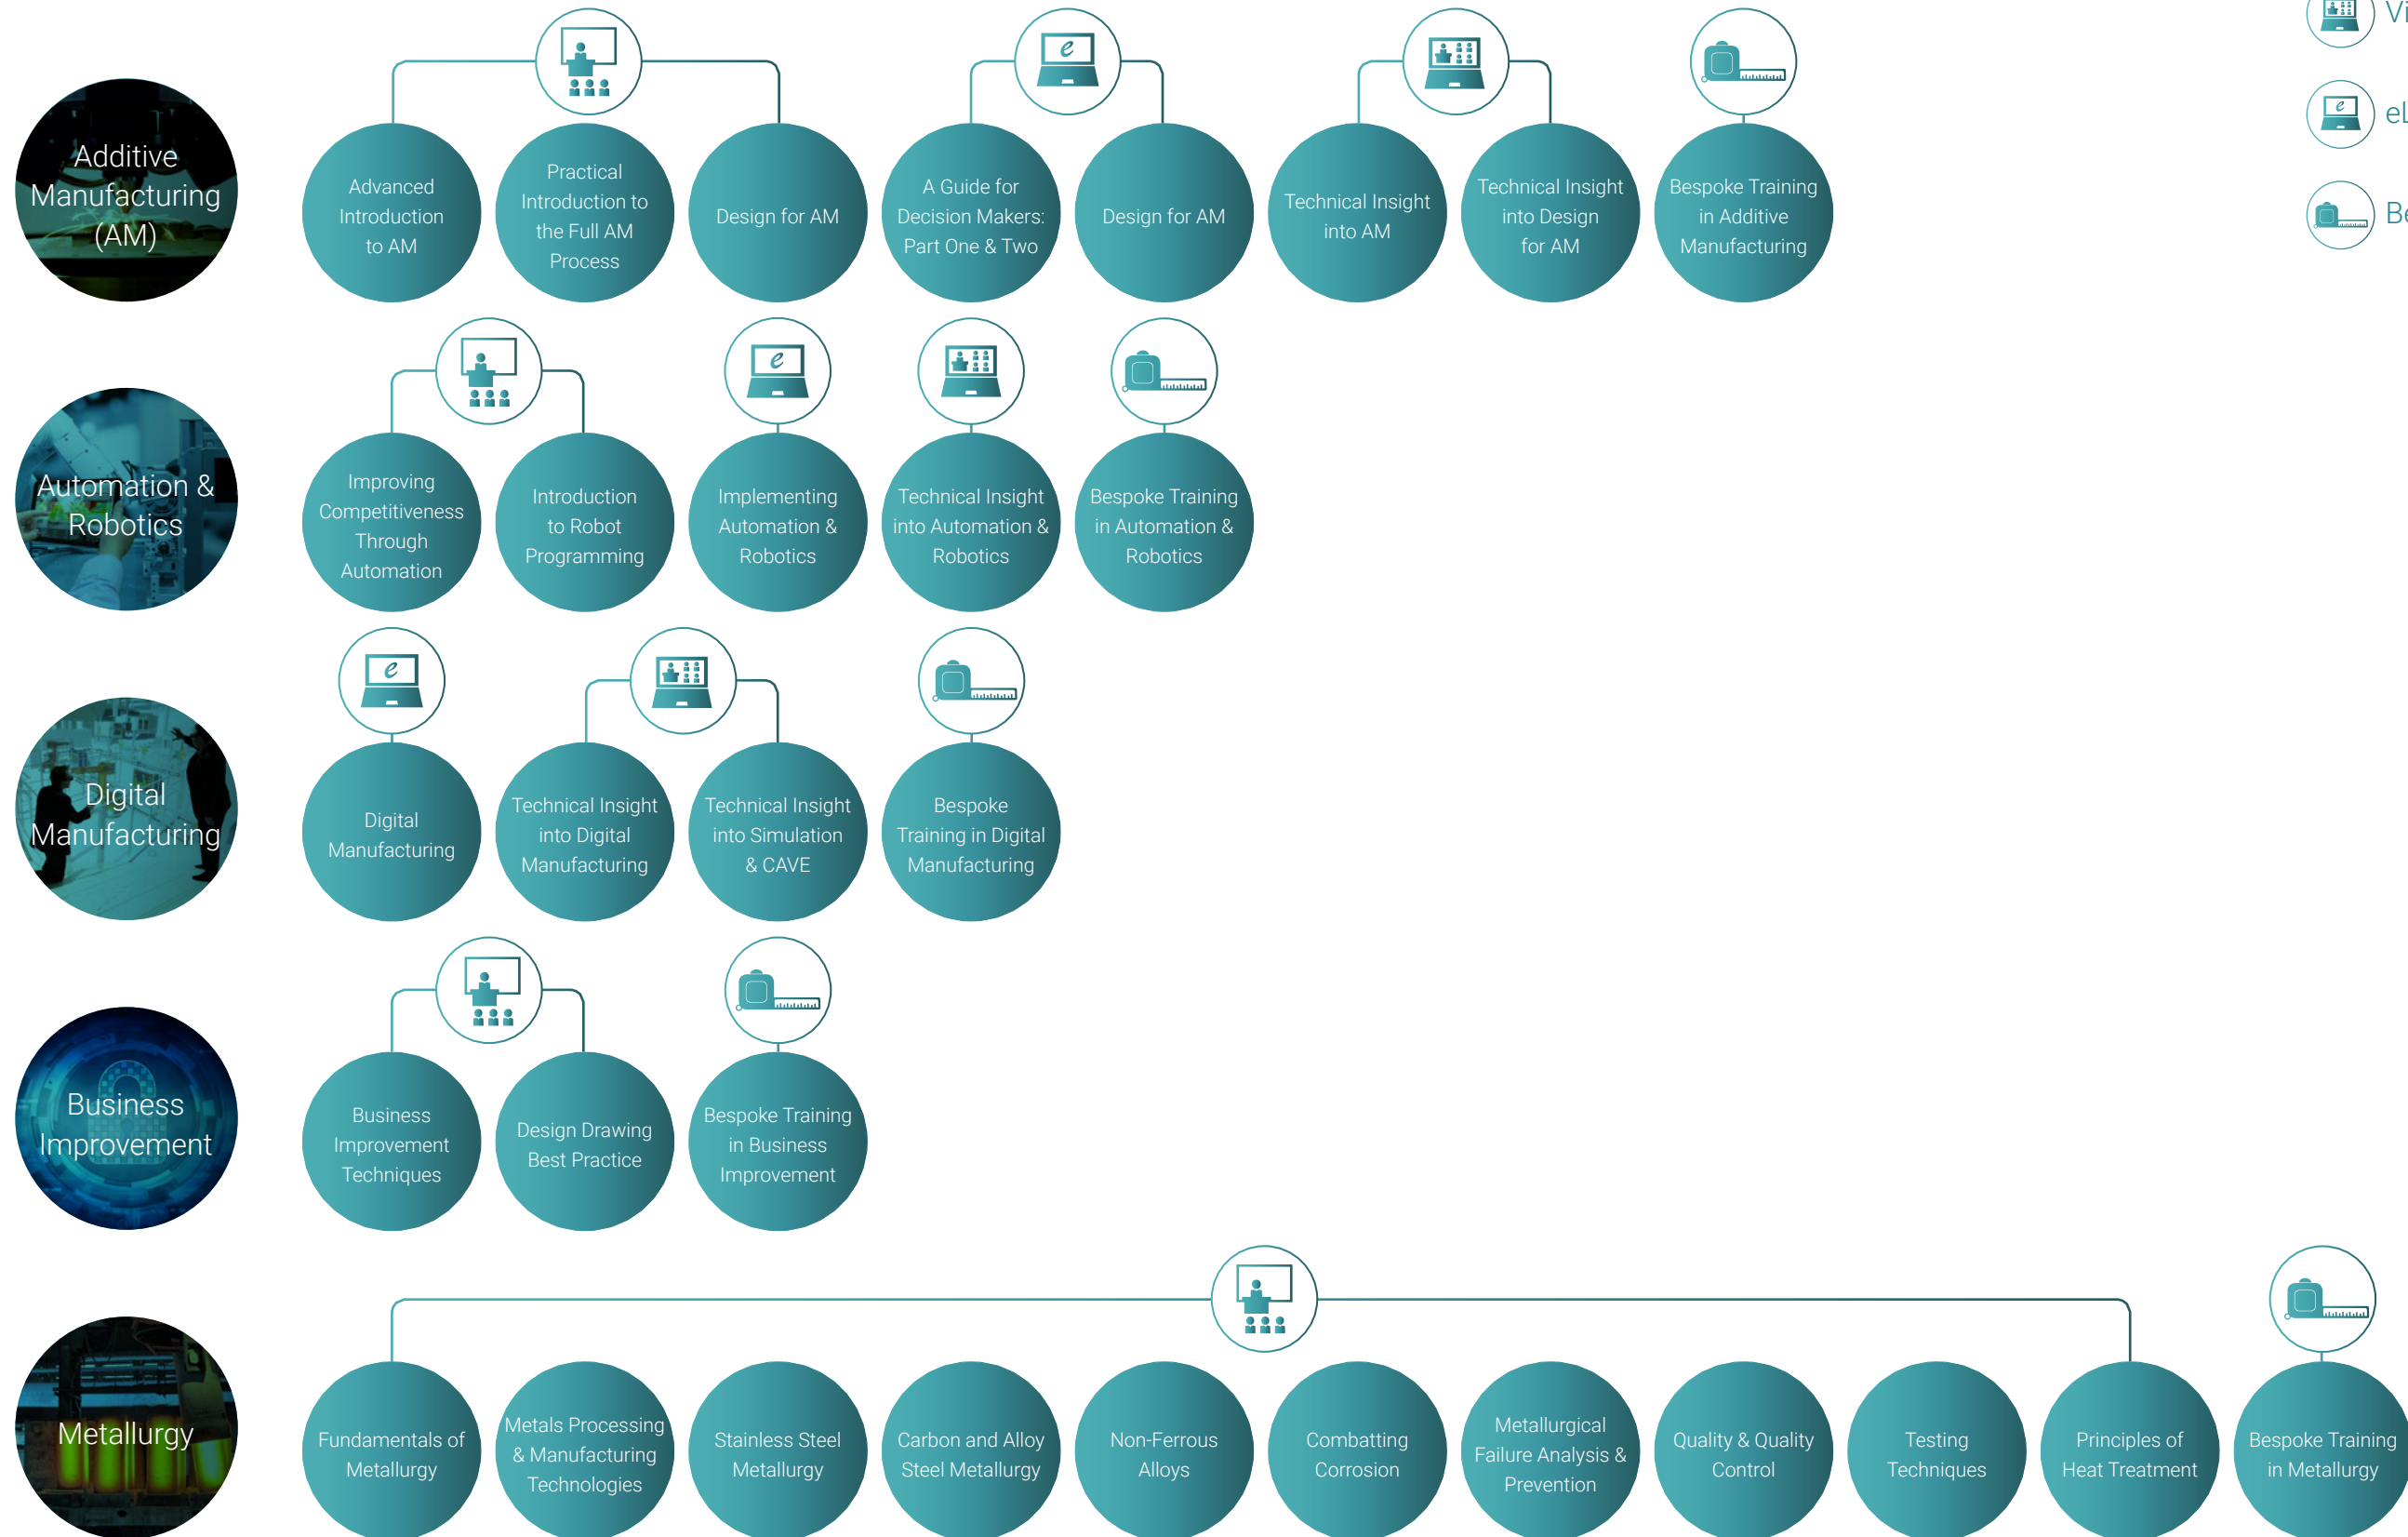 Additive
Manufacturing
(AM)
Advanced
Introduction
to AM
Practical
Introduction to
the Full AM
Process
Design for AM
A Guide for
Decision Makers:
Part One & Two
Design for AM
Technical Insight
into AM
Technical Insight
into Design
for AM
Bespoke Training
in Additive
Manufacturing
Automation &
Robotics
Improving
Competitiveness
Through
Automation
Introduction
to Robot
Programming
Implementing
Automation &
Robotics
Technical Insight
into Automation &
Robotics
Bespoke Training
in Automation &
Robotics
Digital
Manufacturing
Digital
Manufacturing
Technical Insight
into Digital
Manufacturing
Technical Insight
into Simulation
& CAVE
Bespoke
Training in Digital
Manufacturing
Business
Improvement
Business
Improvement
Techniques
Design Drawing
Best Practice
Bespoke Training
in Business
Improvement
Metallurgy
Fundamentals of
Metallurgy
Metals Processing
& Manufacturing
Technologies
Stainless Steel
Metallurgy
Carbon and Alloy
Steel Metallurgy
Non-Ferrous
Alloys
Combatting
Corrosion
Metallurgical
Failure Analysis &
Prevention
Quality & Quality
Control
Testing
Techniques
Principles of
Heat Treatment
Bespoke Training
in Metallurgy